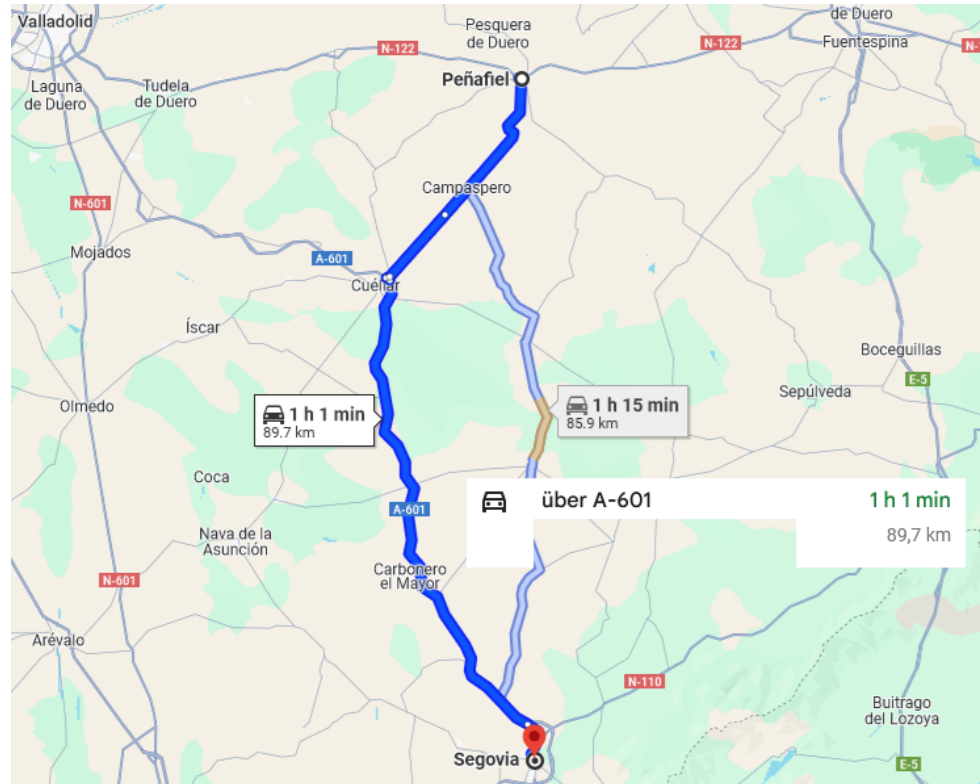 Valladolid
Pesquera
de Duero
de Duero
N-122
N-122
Fuentespina
Peñafiel
Laguna
de Duero
Tudela
de Duero
Campaspero
N-601
Mojados
A-601
Cuéllar
Íscar
Boceguillas
E-5
Sepúlveda
Olmedo
1 h 1 min
89.7 km
1 h 15 min
85.9 km
Coca
über A-601
1 h 1 min
89,7 km
A-601
Nava de la
Asunción
Carbonero
el Mayor
N-601
Arévalo
N-110
Buitrago
del Lozoya
Segovia
E-5